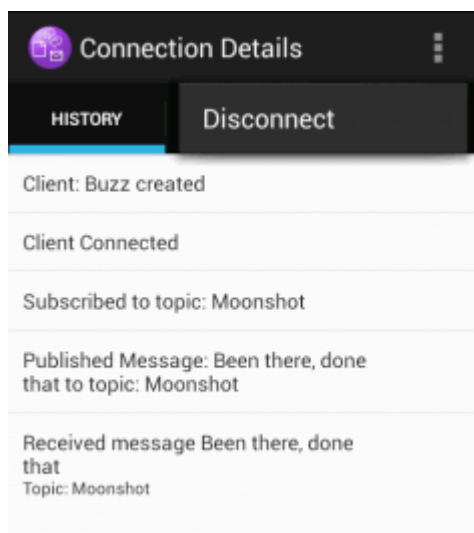 Connection Details
HISTORY
Disconnect
Client: Buzz created
Client Connected
Subscribed to topic: Moonshot
Published Message: Been there, done
that to topic: Moonshot
Received message Been there, done
that
Topic: Moonshot